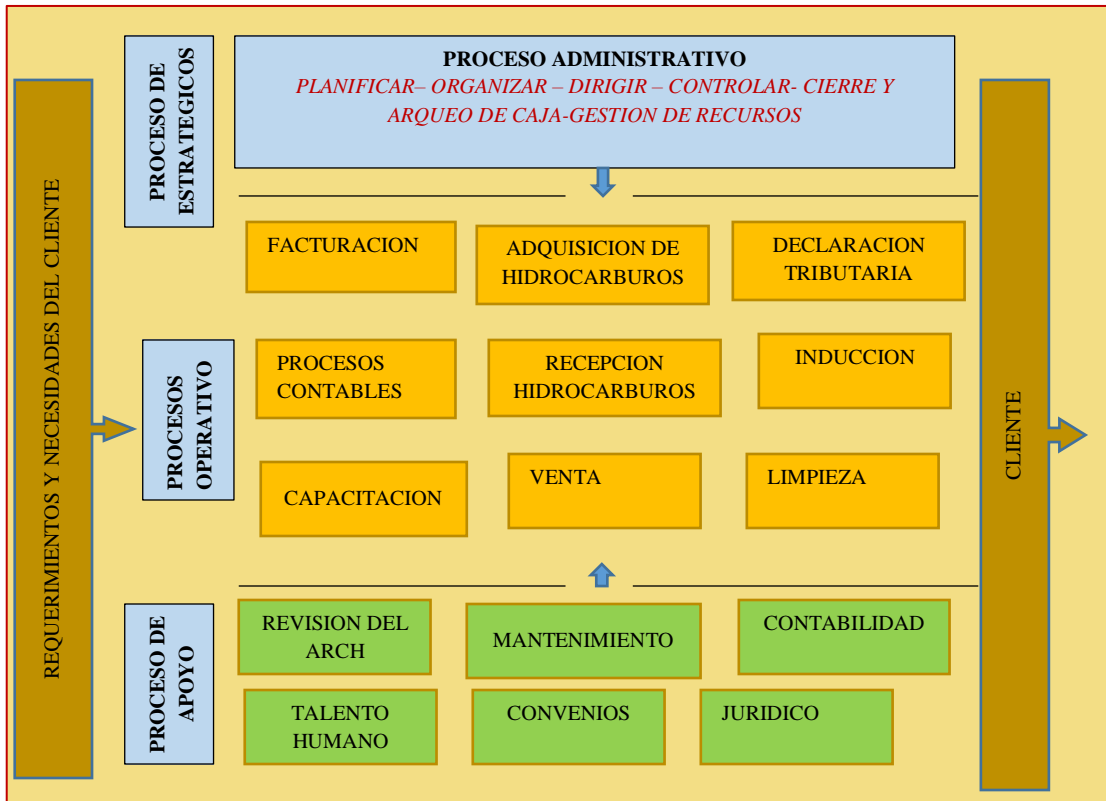 REQUERIMIENTOS Y NECESIDADES DEL CLIENTE
PROCESO DE
ESTRATEGICOS
PROCESO ADMINISTRATIVO
PLANIFICAR– ORGANIZAR – DIRIGIR – CONTROLAR- CIERRE Y
ARQUEO DE CAJA-GESTION DE RECURSOS
PROCESOS
OPERATIVO
FACTURACION
ADQUISICION DE
HIDROCARBUROS
DECLARACION
TRIBUTARIA
PROCESOS
CONTABLES
RECEPCION
HIDROCARBUROS
INDUCCION
CAPACITACION
VENTA
LIMPIEZA
PROCESO DE
APOYO
REVISION DEL
ARCH
MANTENIMIENTO
CONTABILIDAD
TALENTO
HUMANO
CONVENIOS
JURIDICO
CLIENTE